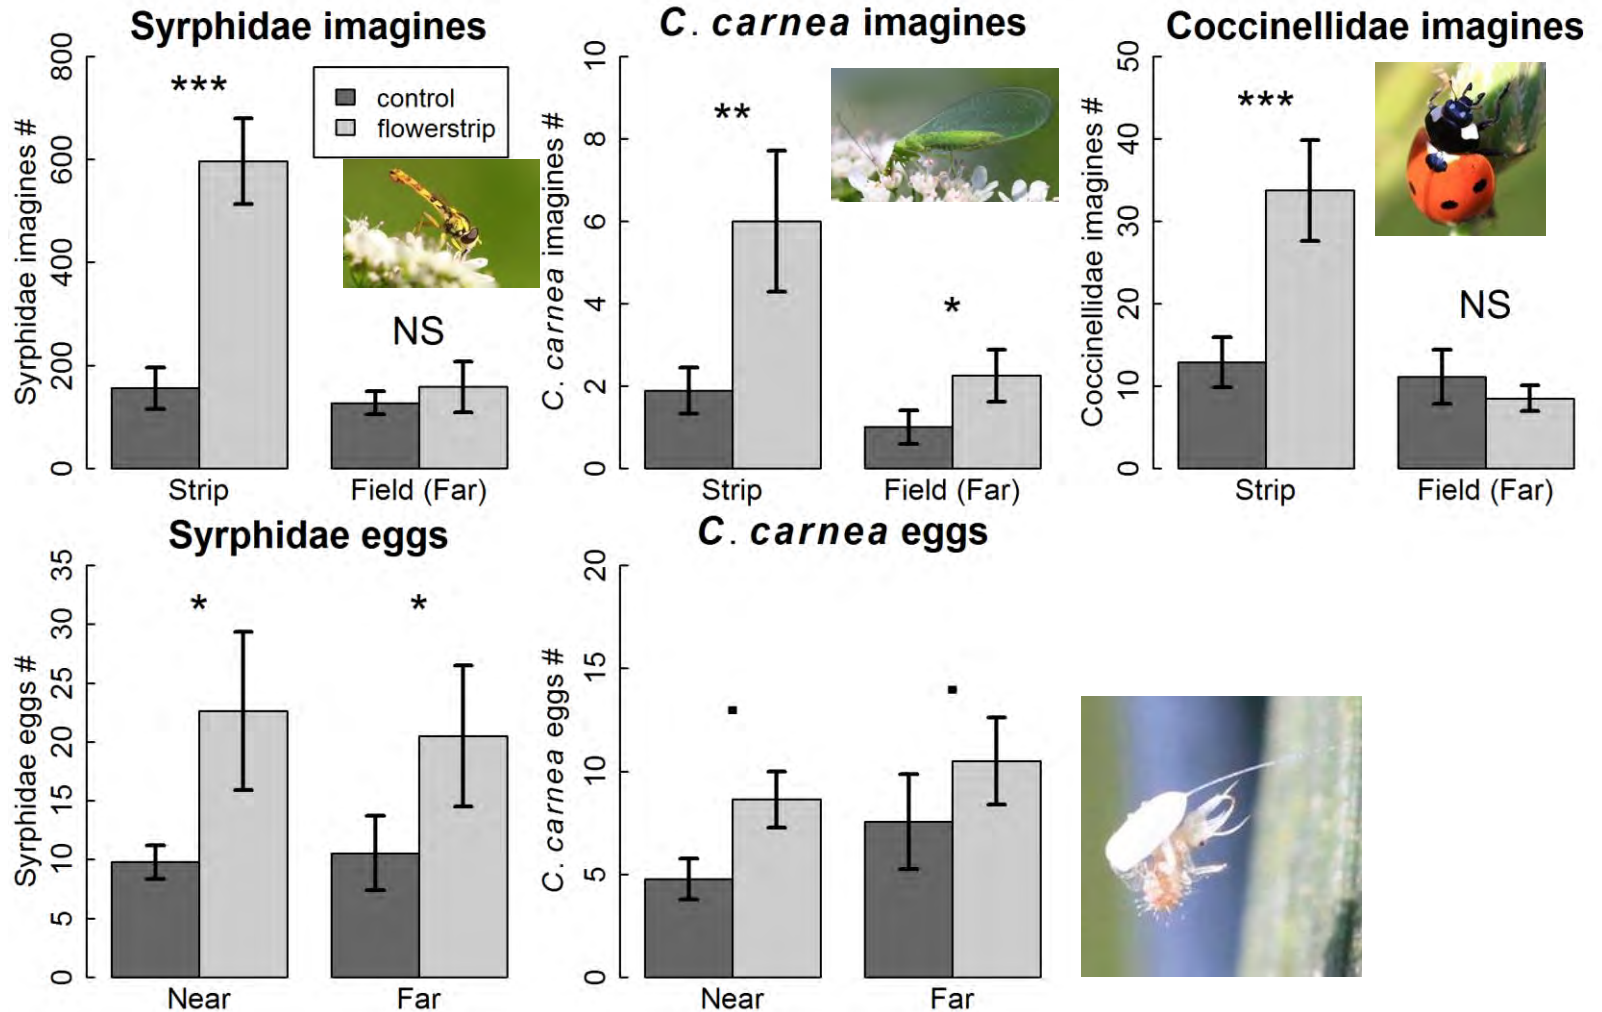 Syrphidae imagines
Syrphidae imagines #
0 200 400 600 800
***
NS
control
flowerstrip
Strip Field (Far)
C. carnea imagines
C. carnea imagines #
0 2 4 6 8 10
**
*
Strip Field (Far)
Coccinellidae imagines
Coccinellidae imagines #
0 10 20 30 40 50
***
NS
Strip Field (Far)
Syrphidae eggs
Syrphidae eggs #
0 5 10 15 20 25 30 35
* *
Near Far
C. carnea eggs
C. carnea eggs #
0 5 10 15 20
. .
Near Far